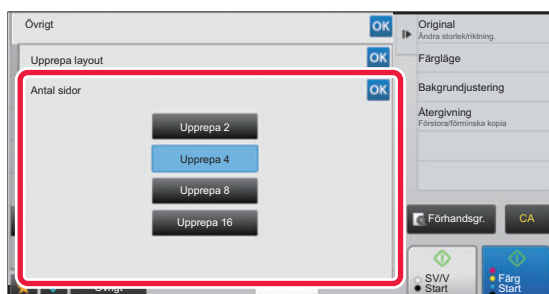 Övrigt
OK
Upprepa layout
OK
Antal sidor
OK
Upprepa 2
Upprepa 4
Upprepa 8
Upprepa 16
Övrigt
Original
Ändra storlek/riktning.
Färgläge
Bakgrundjustering
Återgivning
Förstora/förminska kopia
Förhandsgr.
CA
SV/V
Start
Färg
Start